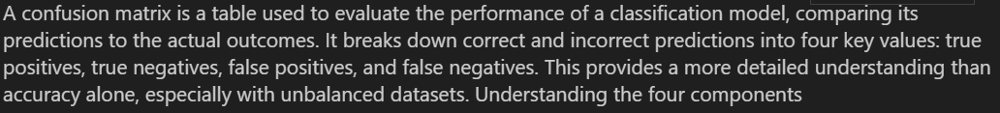 A confusion matrix is a table used to evaluate the performance of a classification model, comparing its
predictions to the actual outcomes. It breaks down correct and incorrect predictions into four key values: true
positives, true negatives, false positives, and false negatives. This provides a more detailed understanding than
accuracy alone, especially with unbalanced datasets. Understanding the four components